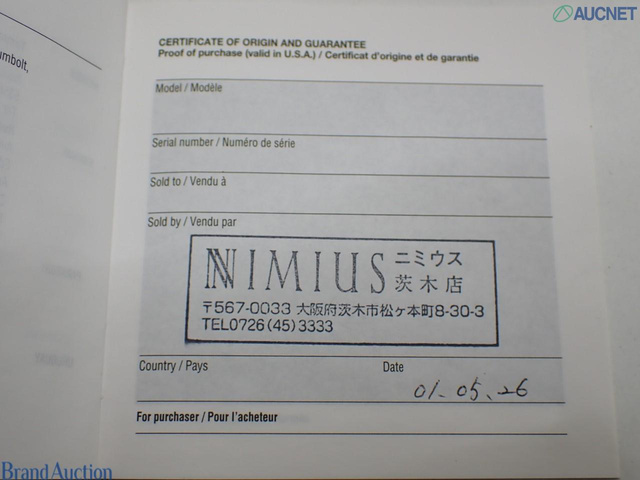 AUCNET
umbolt,
CERTIFICATE OF ORIGIN AND GUARANTEE
Proof of purchase (valid in U.S.A.) / Certificat d'origine et de garantie
Model / Modèle
Serial number / Numéro de série
Sold to / Vendu à
Sold by / Vendu par
NIMIUS ニミウス
茨木店
〒567-0033 大阪府茨木市松ヶ本町8-30-3
TEL0726(45)3333
Country / Pays Date
01.05.26
For purchaser / Pour l'acheteur
Brand Auction